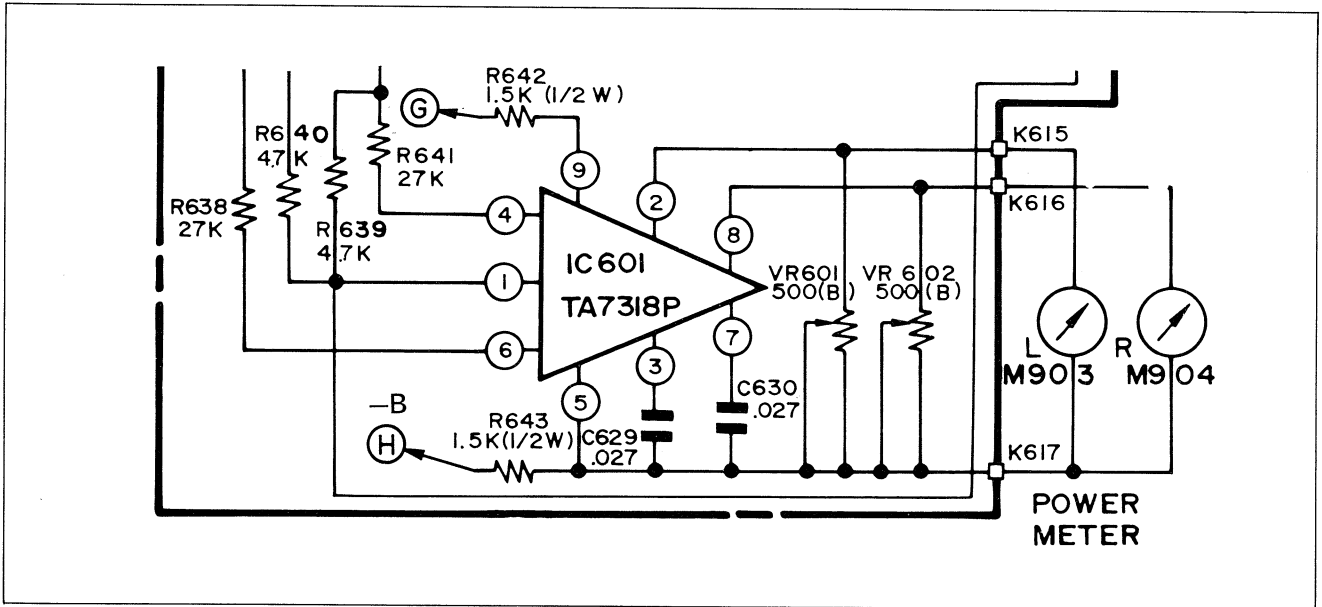 R642
1.5K (1/2 W)
G
R640
4.7K
R641
27K
R638
27K
R639
4.7K
9
2
8
4
1
6
IC601
TA7318P
7
3
5
VR601
500(B)
VR 602
500(B)
K615
K616
L
M903
R
M904
C630
.027
C629
.027
–B
H
R643
1.5K(1/2W)
K617
POWER
METER